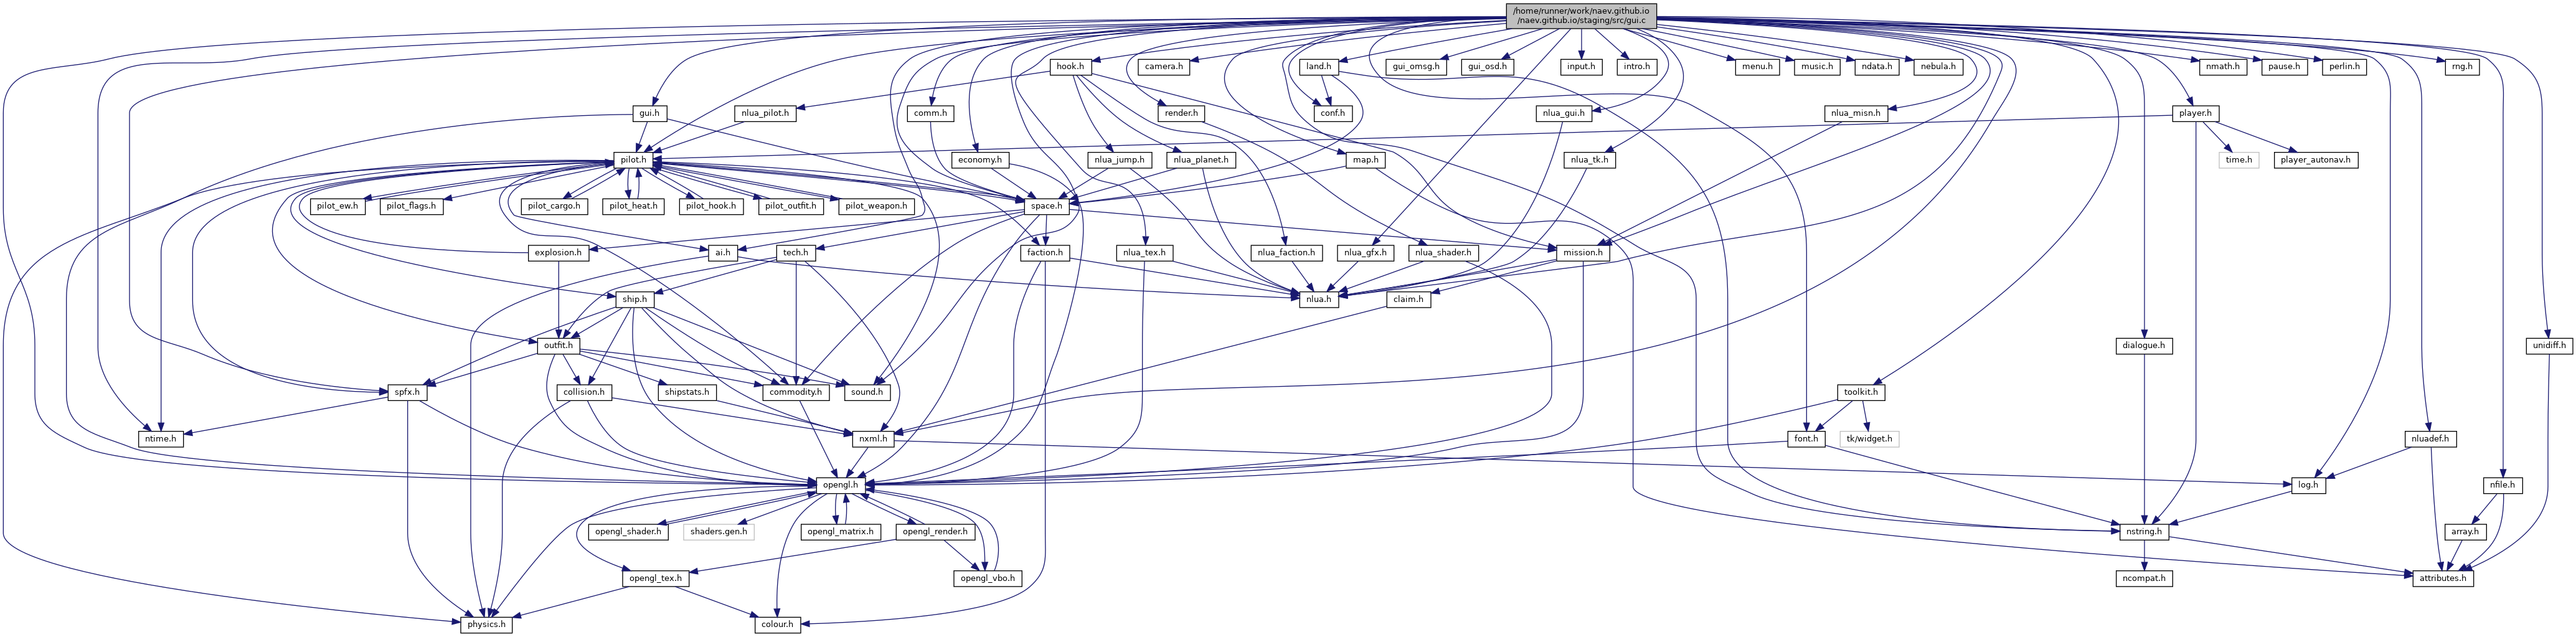 /home/runner/work/naev.github.io
/naev.github.io/staging/src/gui.c
hook.h
camera.h
land.h
gui_omsg.h
gui_osd.h
input.h
intro.h
menu.h
music.h
ndata.h
nebula.h
nmath.h
pause.h
perlin.h
rng.h
gui.h
nlua_pilot.h
comm.h
render.h
conf.h
nlua_gui.h
nlua_misn.h
player.h
pilot.h
economy.h
nlua_jump.h
nlua_planet.h
map.h
nlua_tk.h
time.h
player_autonav.h
pilot_ew.h
pilot_flags.h
pilot_cargo.h
pilot_heat.h
pilot_hook.h
pilot_outfit.h
pilot_weapon.h
space.h
explosion.h
ai.h
tech.h
faction.h
nlua_tex.h
nlua_faction.h
nlua_gfx.h
nlua_shader.h
mission.h
ship.h
nlua.h
claim.h
outfit.h
dialogue.h
unidiff.h
spfx.h
collision.h
shipstats.h
commodity.h
sound.h
toolkit.h
ntime.h
nxml.h
font.h
tk/widget.h
nluadef.h
opengl.h
log.h
nfile.h
opengl_shader.h
shaders.gen.h
opengl_matrix.h
opengl_render.h
nstring.h
array.h
opengl_tex.h
opengl_vbo.h
ncompat.h
attributes.h
physics.h
colour.h